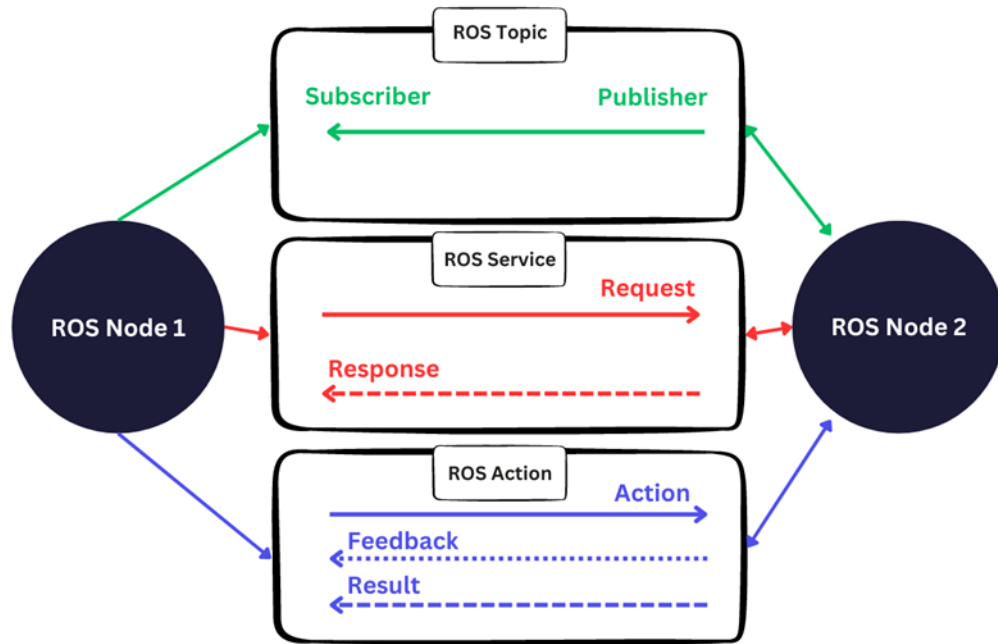 ROS Topic
Subscriber
Publisher
ROS Service
Request
ROS Node 1
ROS Node 2
Response
ROS Action
Action
Feedback
Result